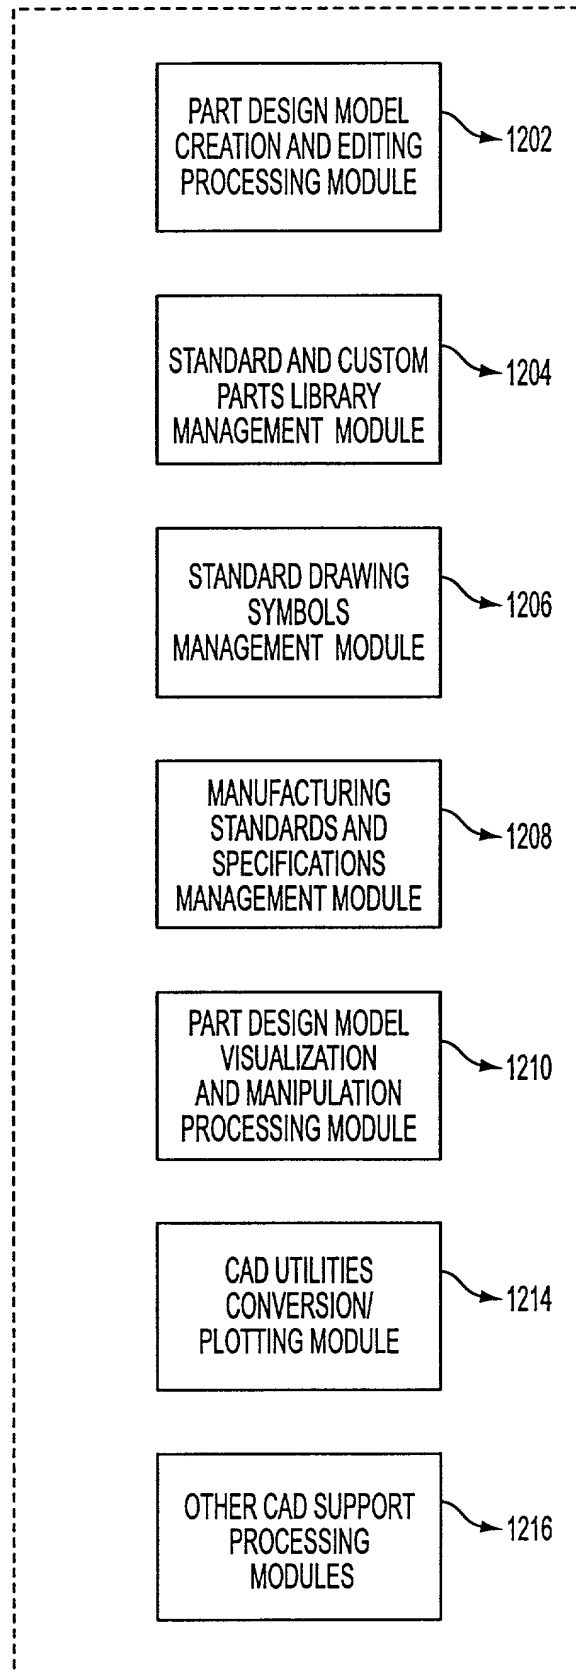 PART DESIGN MODEL
CREATION AND EDITING
PROCESSING MODULE
1202
STANDARD AND CUSTOM
PARTS LIBRARY
MANAGEMENT MODULE
1204
STANDARD DRAWING
SYMBOLS
MANAGEMENT MODULE
1206
MANUFACTURING
STANDARDS AND
SPECIFICATIONS
MANAGEMENT MODULE
1208
PART DESIGN MODEL
VISUALIZATION
AND MANIPULATION
PROCESSING MODULE
1210
CAD UTILITIES
CONVERSION/
PLOTTING MODULE
1214
OTHER CAD SUPPORT
PROCESSING
MODULES
1216